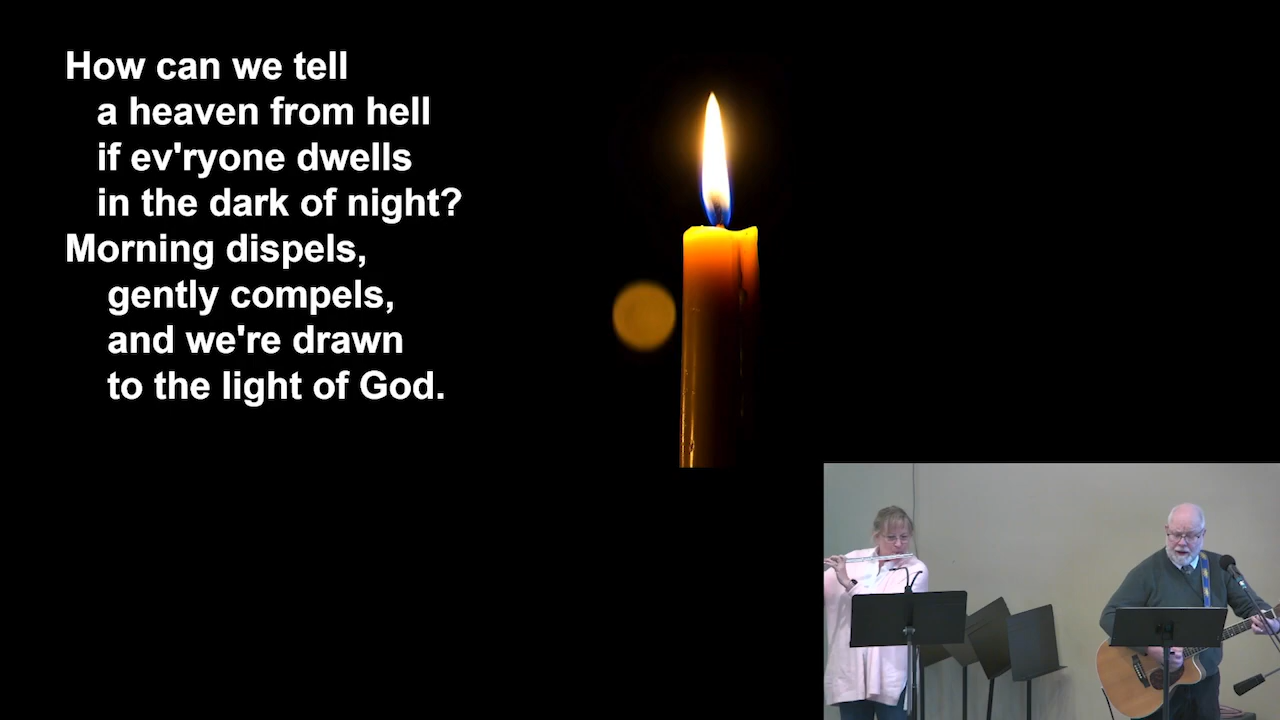 How can we tell
a heaven from hell
if ev'ryone dwells
in the dark of night?
Morning dispels,
gently compels,
and we're drawn
to the light of God.